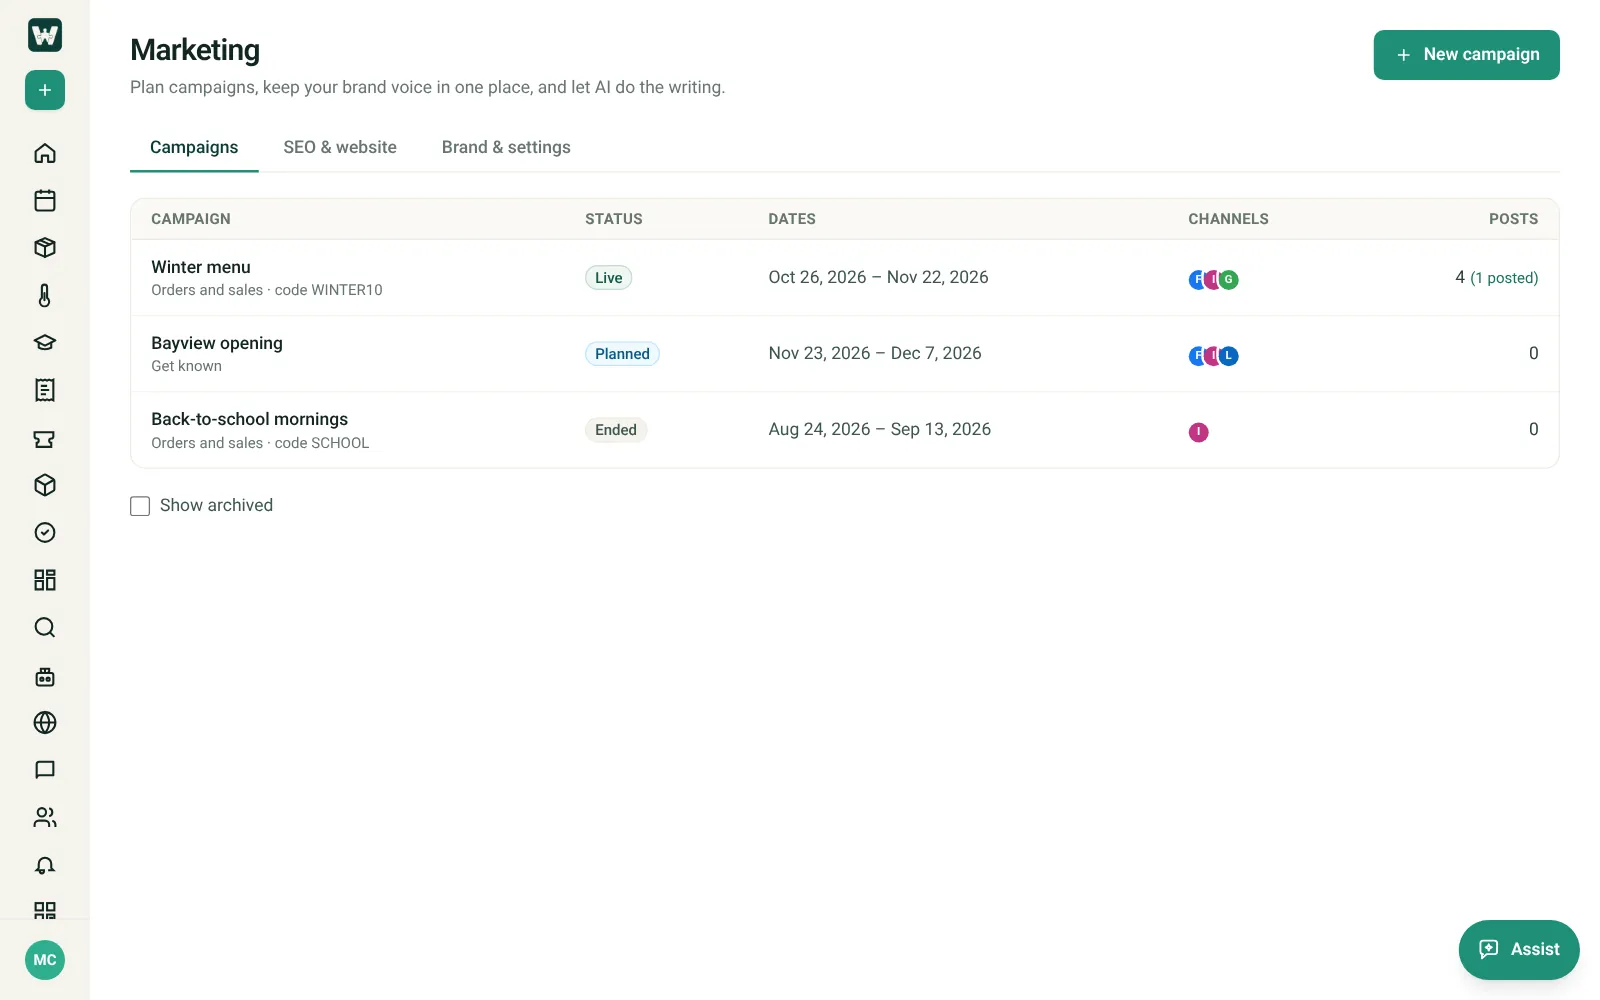 W
Marketing
+ New campaign
Plan campaigns, keep your brand voice in one place, and let AI do the writing.
Campaigns SEO & website Brand & settings
CAMPAIGN STATUS DATES CHANNELS POSTS
Winter menu
Orders and sales · code WINTER10
Live Oct 26, 2026 – Nov 22, 2026 F I G 4 (1 posted)
Bayview opening
Get known
Planned Nov 23, 2026 – Dec 7, 2026 F I L 0
Back-to-school mornings
Orders and sales · code SCHOOL
Ended Aug 24, 2026 – Sep 13, 2026 I 0
Show archived
MC
Assist